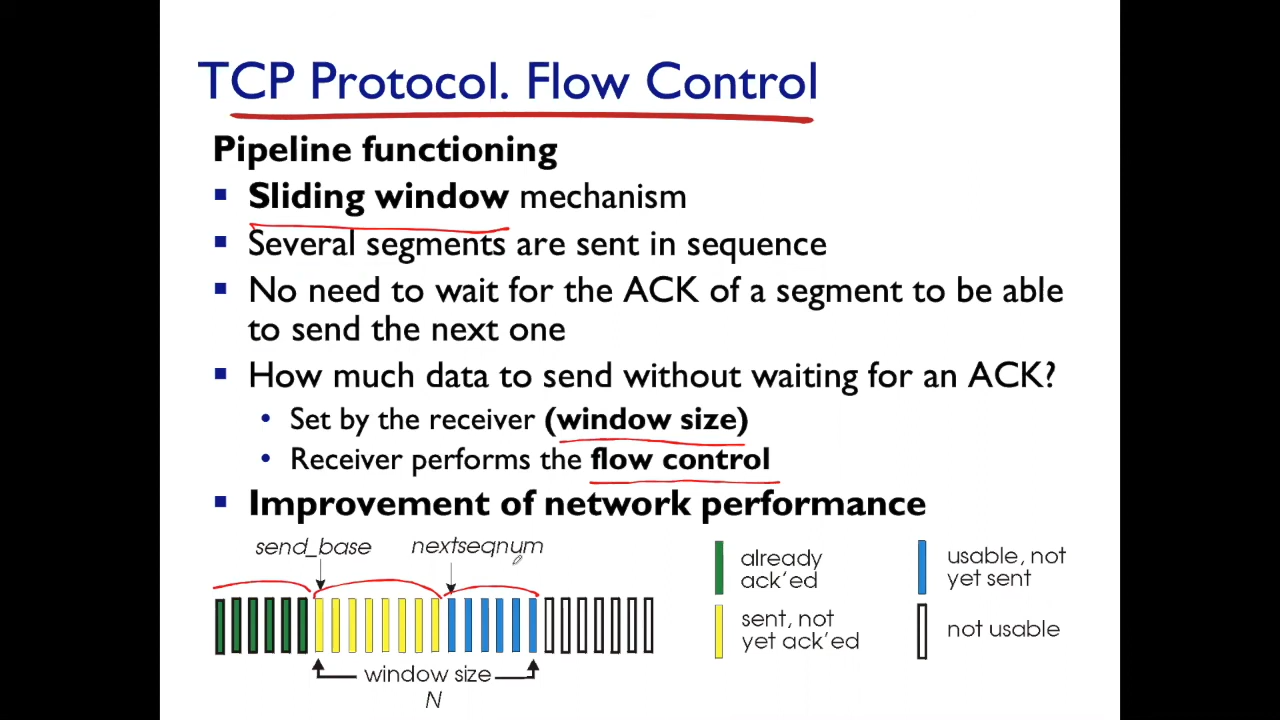 TCP Protocol. Flow Control
Pipeline functioning
Sliding window mechanism
Several segments are sent in sequence
No need to wait for the ACK of a segment to be able
to send the next one
How much data to send without waiting for an ACK?
Set by the receiver (window size)
Receiver performs the flow control
Improvement of network performance
send_base nextseqnum
already
ack'ed
usable, not
yet sent
sent, not
yet ack'ed
not usable
window size
N